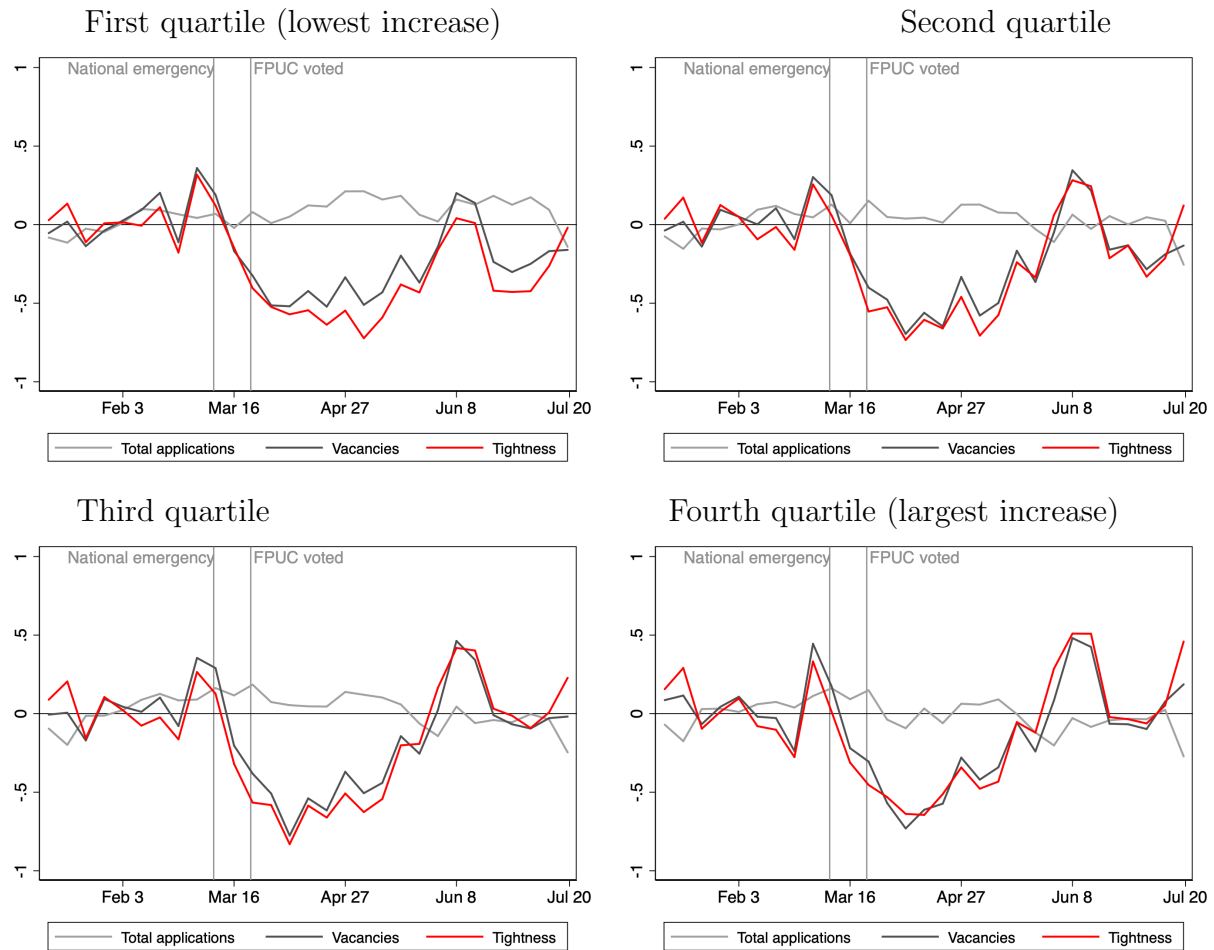 First quartile (lowest increase)
National emergency FPUC voted
1
.5
0
-.5
-1
Feb 3 Mar 16 Apr 27 Jun 8 Jul 20
Total applications Vacancies Tightness
Second quartile
National emergency FPUC voted
1
.5
0
-.5
-1
Feb 3 Mar 16 Apr 27 Jun 8 Jul 20
Total applications Vacancies Tightness
Third quartile
National emergency FPUC voted
1
.5
0
-.5
-1
Feb 3 Mar 16 Apr 27 Jun 8 Jul 20
Total applications Vacancies Tightness
Fourth quartile (largest increase)
National emergency FPUC voted
1
.5
0
-.5
-1
Feb 3 Mar 16 Apr 27 Jun 8 Jul 20
Total applications Vacancies Tightness